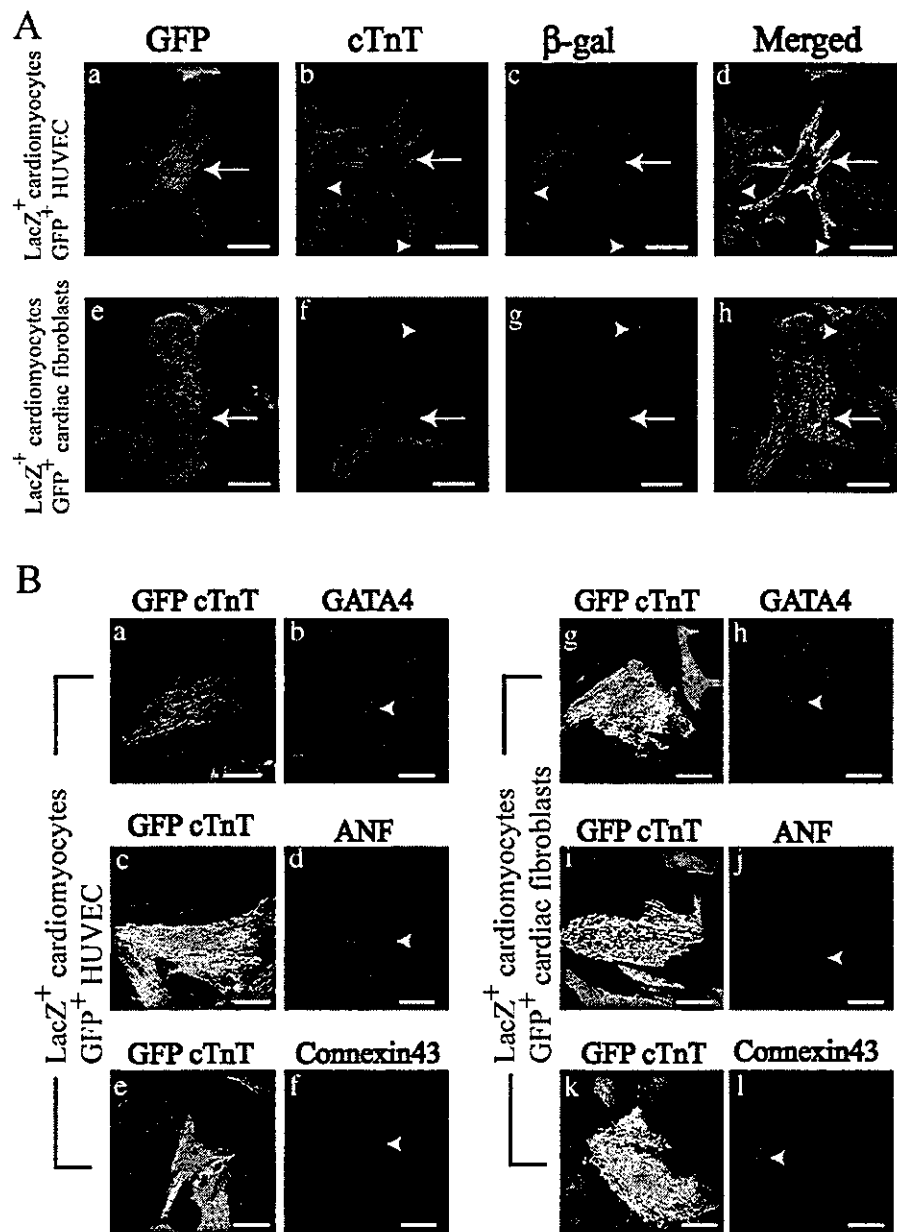 A
GFP cTnT β-gal Merged
LacZ⁺ cardiomyocytes
GFP⁺ HUVEC
a b c d
LacZ⁺ cardiomyocytes
GFP⁺ cardiac fibroblasts
e f g h
B
GFP cTnT GATA4 GFP cTnT GATA4
a b g h
LacZ⁺ cardiomyocytes
GFP⁺ HUVEC
LacZ⁺ cardiomyocytes
GFP⁺ cardiac fibroblasts
GFP cTnT ANF GFP cTnT ANF
c d i j
GFP cTnT Connexin43 GFP cTnT Connexin43
e f k l